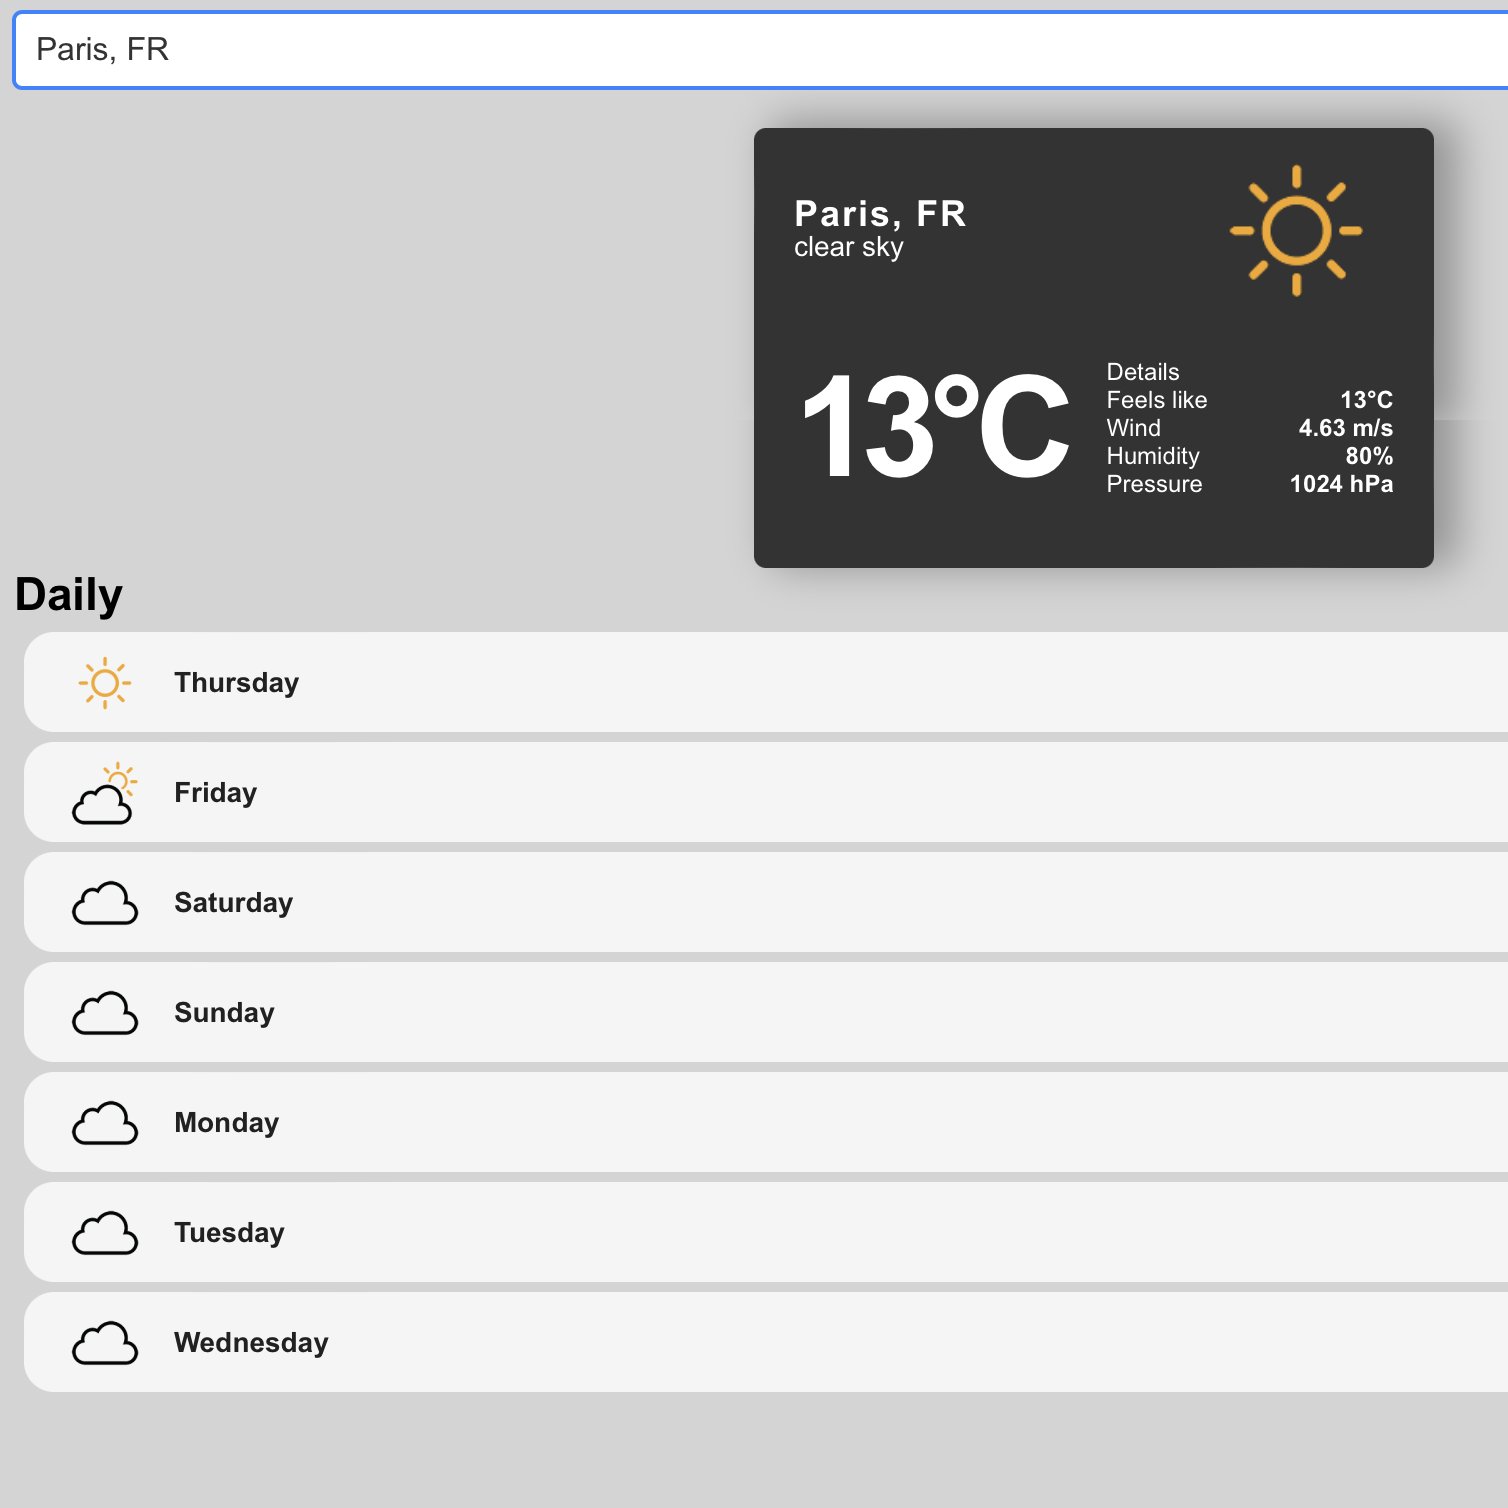 Paris, FR
Paris, FR
clear sky
13°C
Details
Feels like 13°C
Wind 4.63 m/s
Humidity 80%
Pressure 1024 hPa
Daily
Thursday
Friday
Saturday
Sunday
Monday
Tuesday
Wednesday